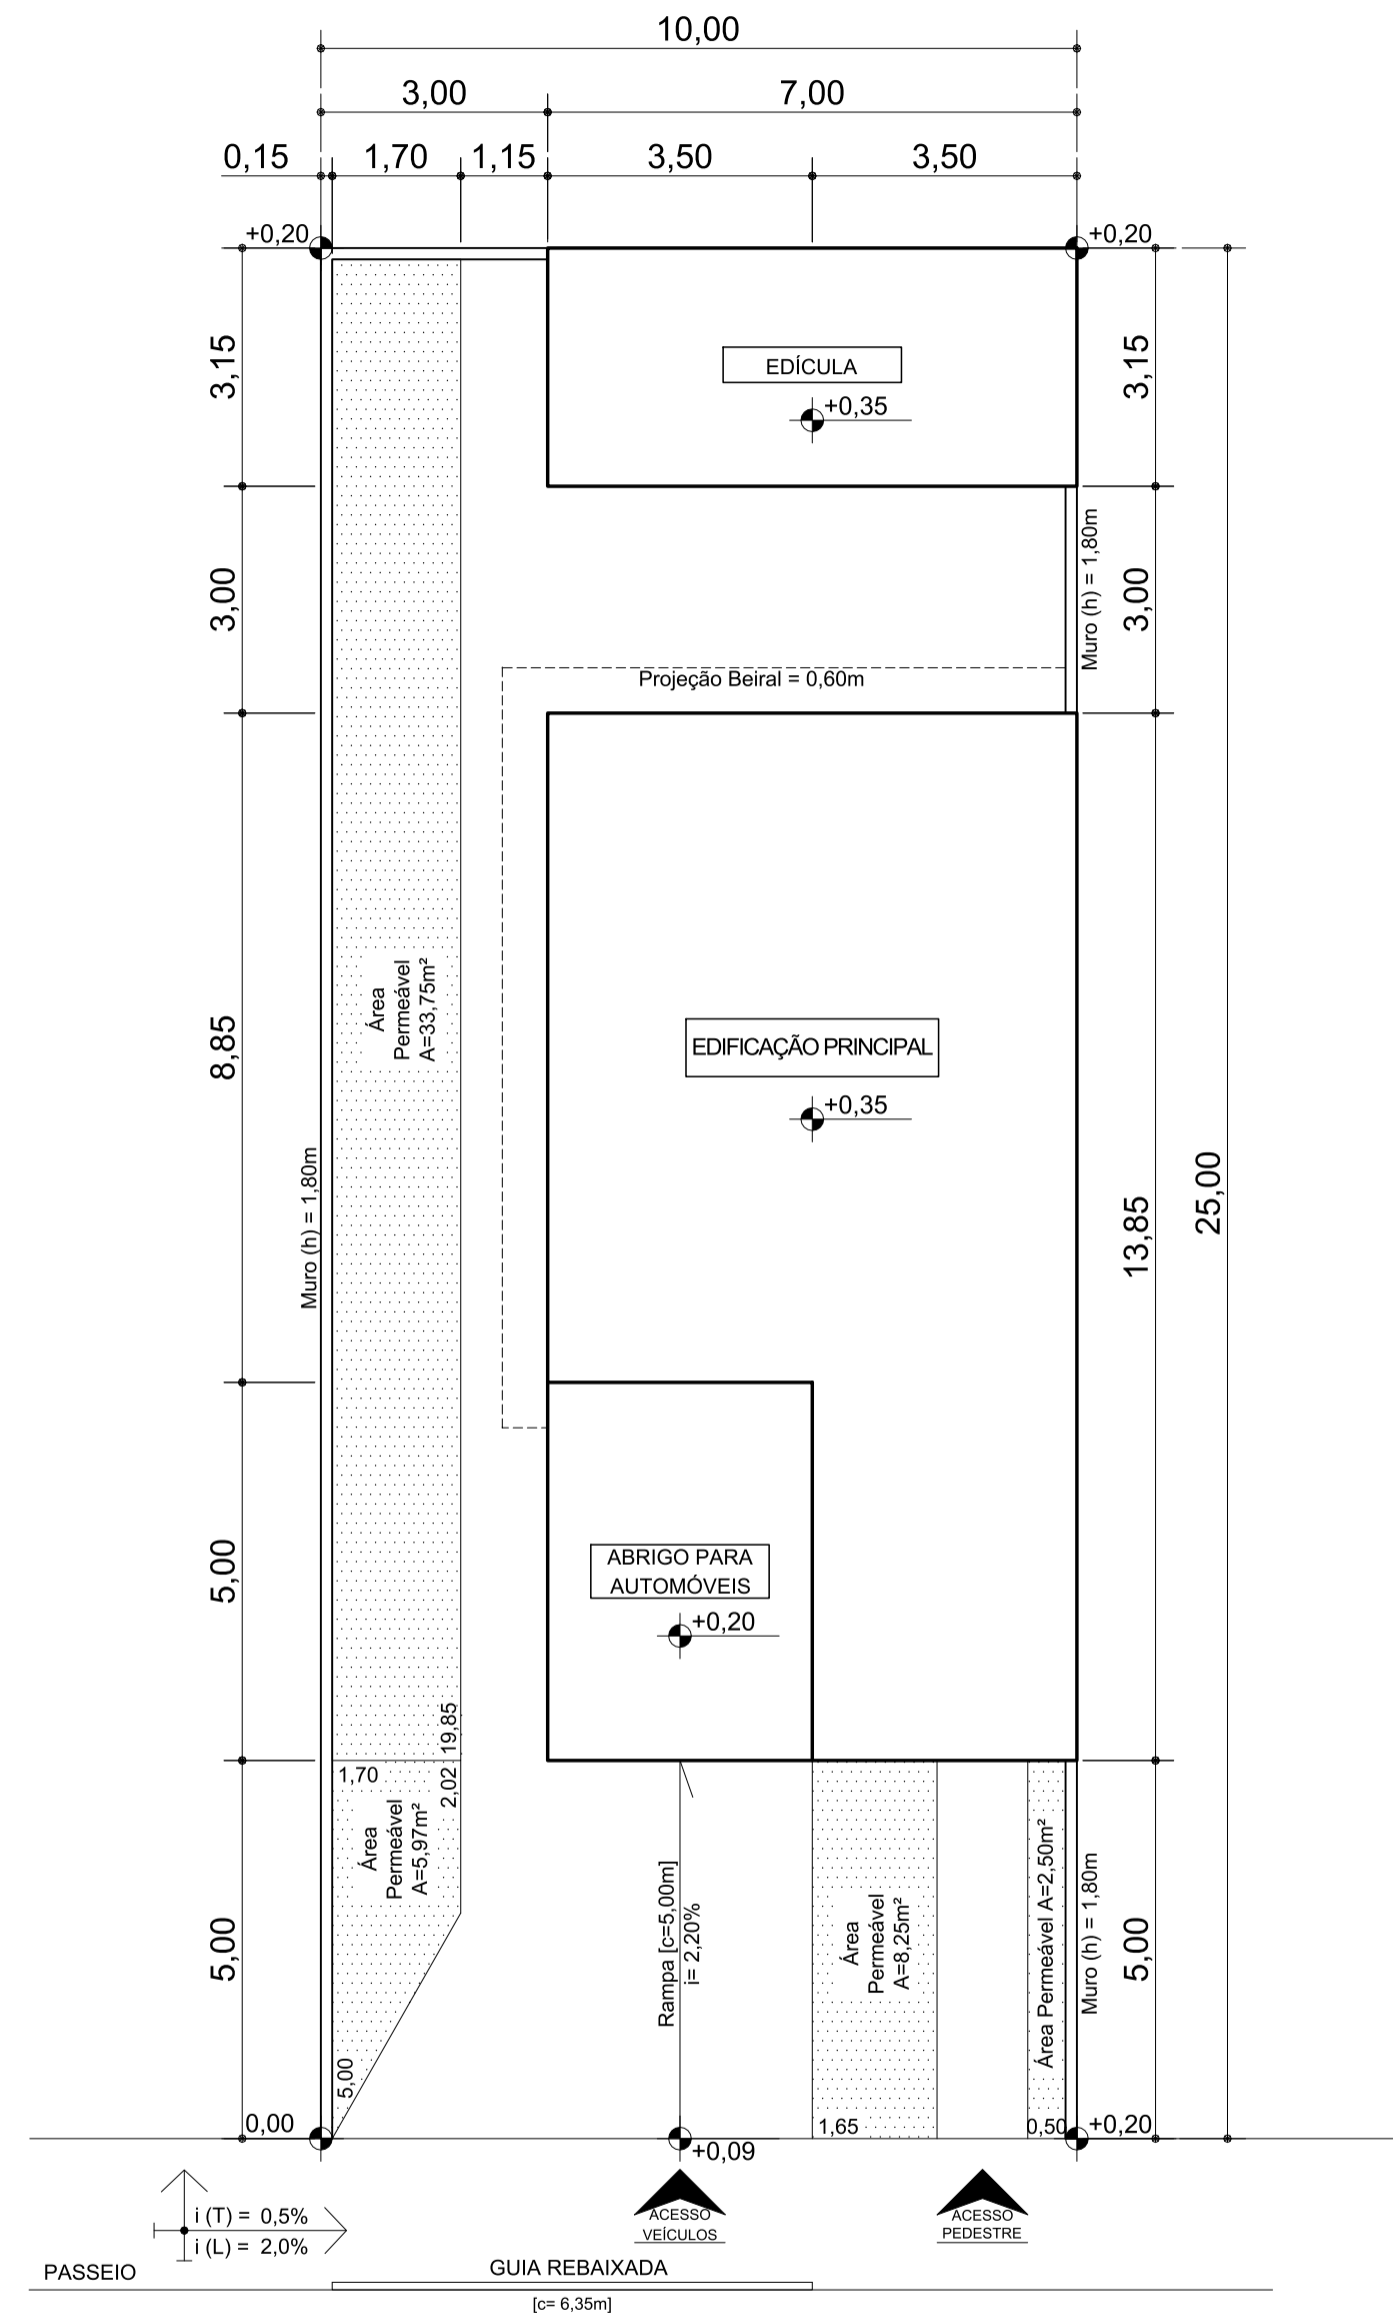 10,00
3,00
7,00
0,15
1,70
1,15
3,50
3,50
+0,20
+0,20
3,15
EDÍCULA
+0,35
3,15
3,00
Muro (h) = 1,80m
3,00
Projeção Beiral = 0,60m
Área
Permeável
A=33,75m²
8,85
EDIFICAÇÃO PRINCIPAL
+0,35
Muro (h) = 1,80m
13,85
25,00
5,00
ABRIGO PARA
AUTOMÓVEIS
+0,20
19,85
1,70
2,02
Área
Permeável
A=5,97m²
5,00
5,00
Rampa [c=5,00m]
i= 2,20%
Área
Permeável
A=8,25m²
Área Permeável A=2,50m²
Muro (h) = 1,80m
5,00
0,00
1,65
0,50
+0,20
+0,09
i (T) = 0,5%
i (L) = 2,0%
ACESSO
VEÍCULOS
ACESSO
PEDESTRE
PASSEIO
GUIA REBAIXADA
[c= 6,35m]